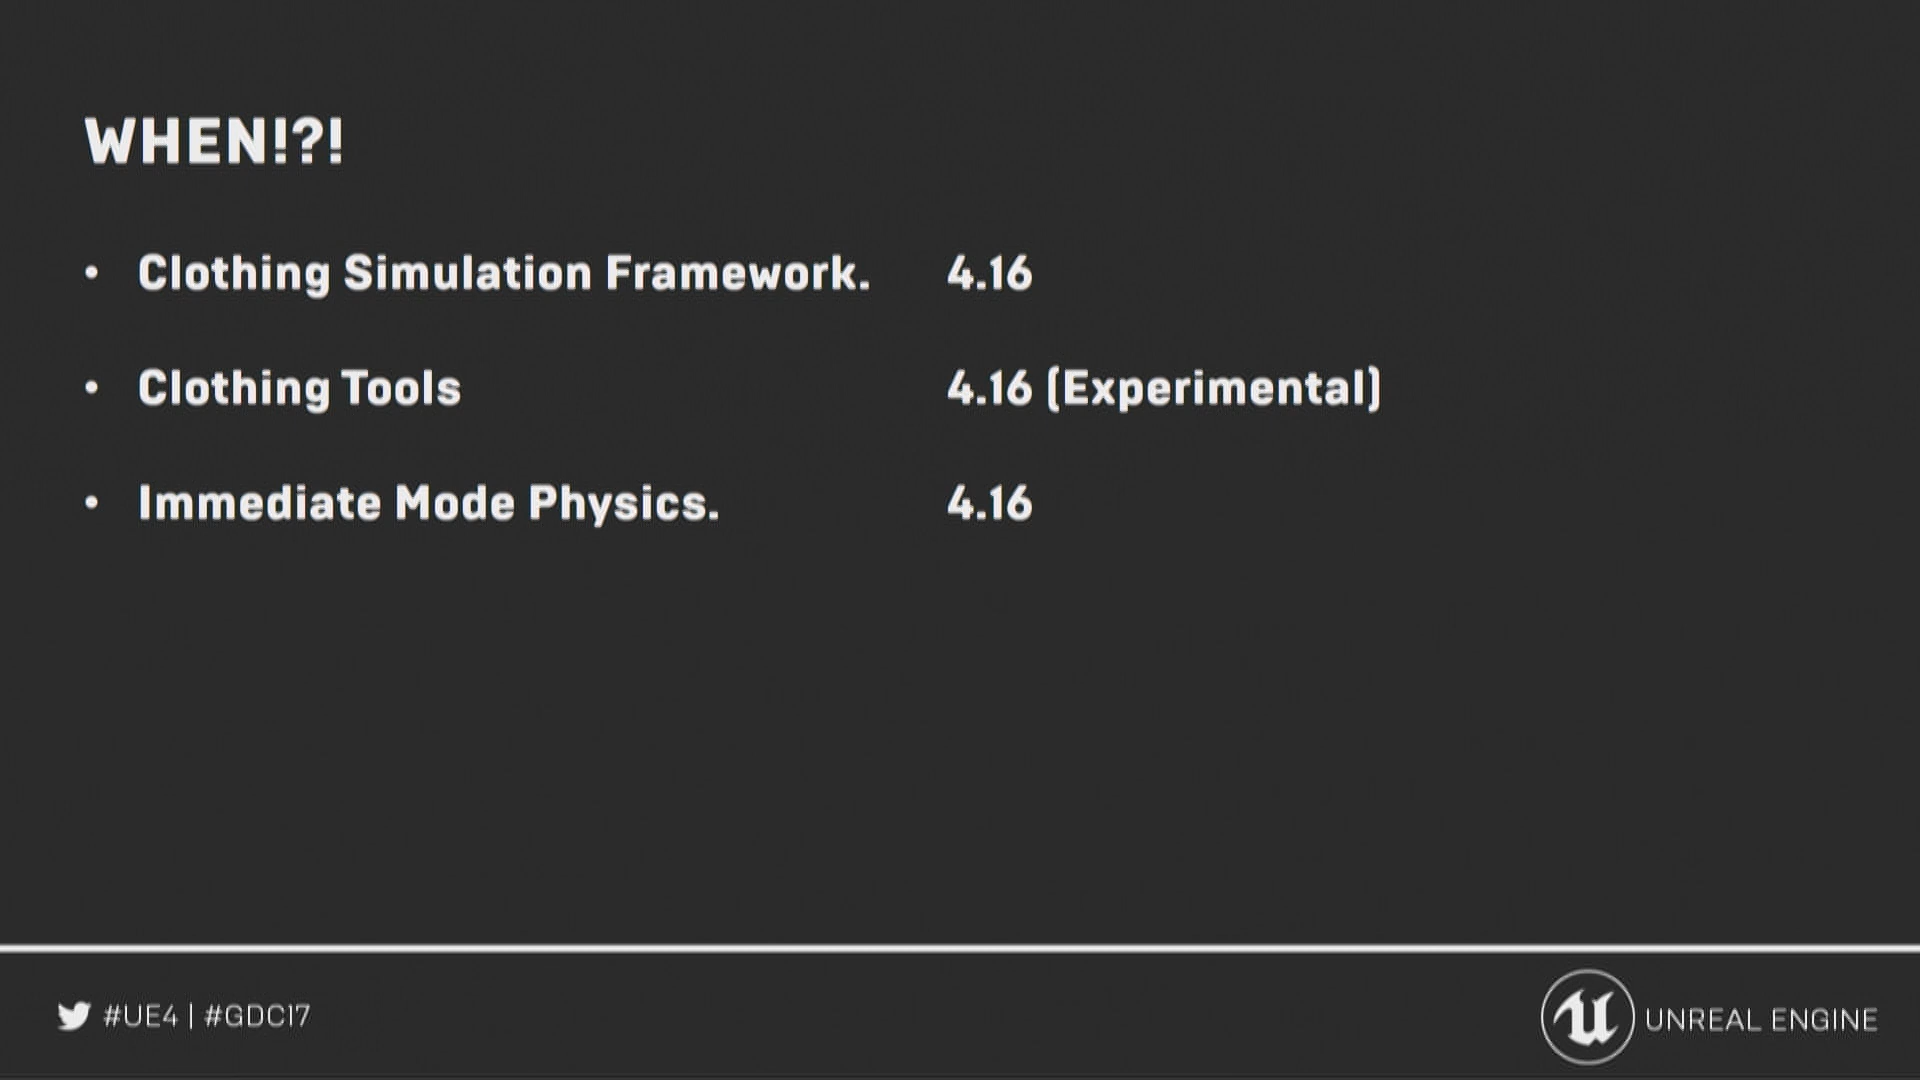 WHEN!?!
• Clothing Simulation Framework. 4.16
• Clothing Tools 4.16 (Experimental)
• Immediate Mode Physics. 4.16
#UE4 | #GDC17
UNREAL ENGINE